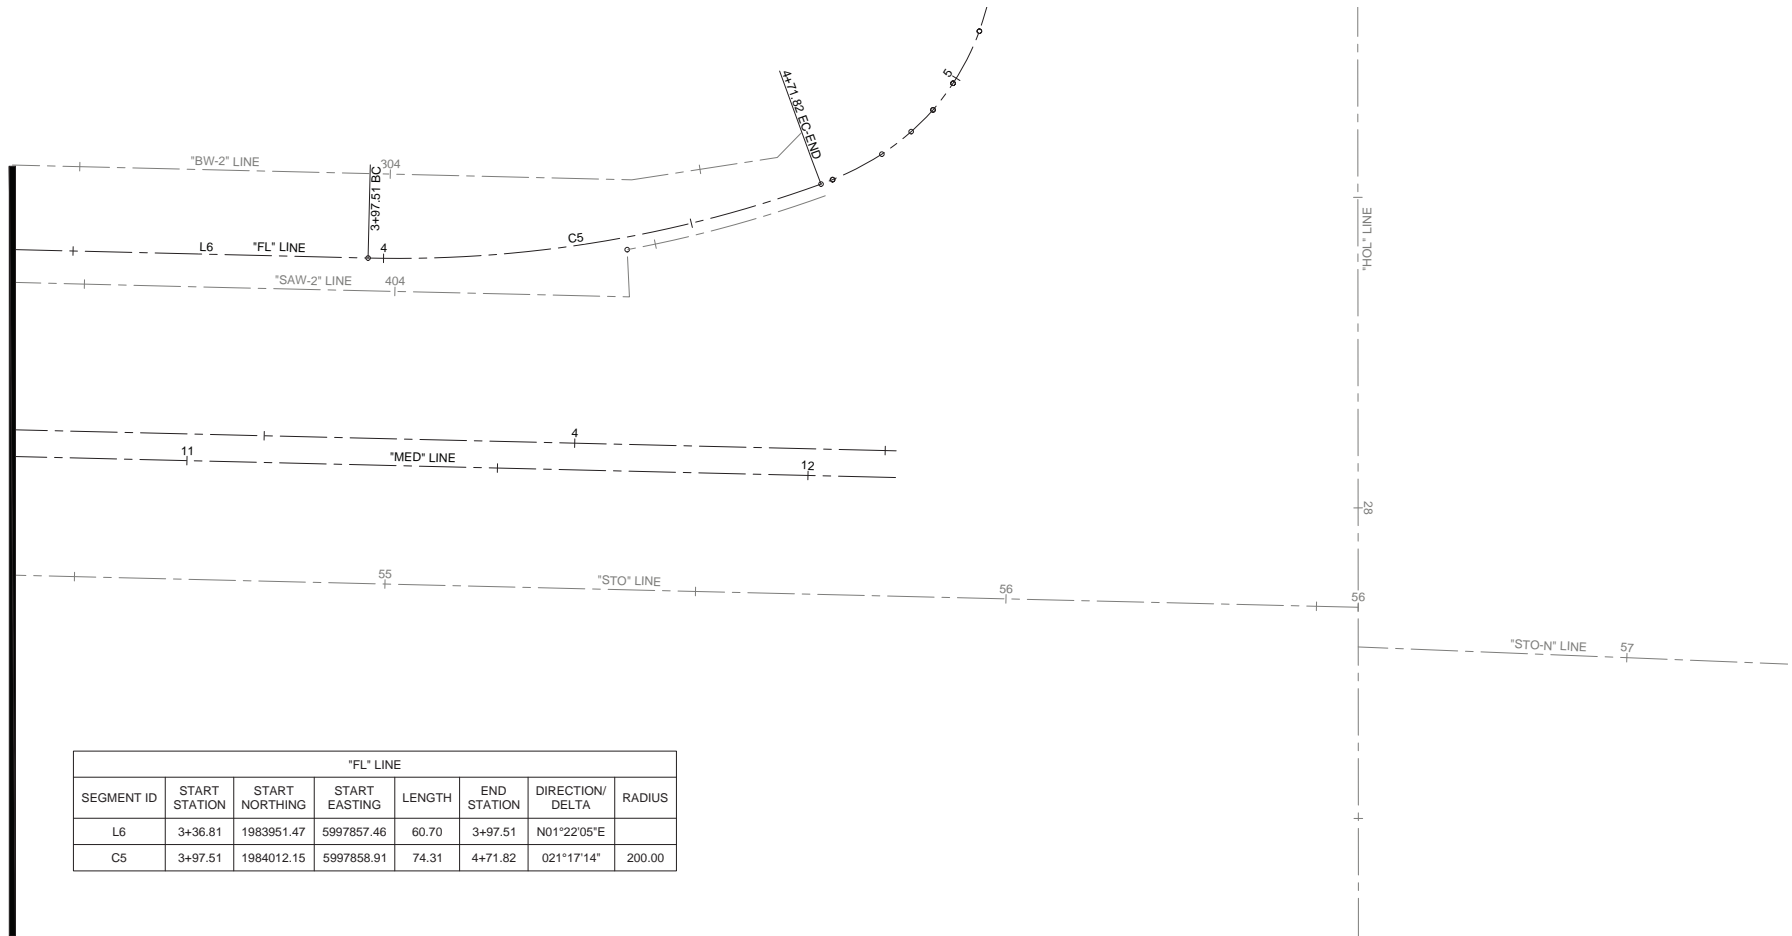 5
4+71.82 EC-END
"BW-2" LINE
304
3+97.51 BC
"HOL" LINE
C5
L6 "FL" LINE 4
"SAW-2" LINE 404
4
11
"MED" LINE
12
28
55
"STO" LINE
56
56
"STO-N" LINE 57
"FL" LINE
SEGMENT ID START STATION START NORTHING START EASTING LENGTH END STATION DIRECTION/ DELTA RADIUS
L6 3+36.81 1983951.47 5997857.46 60.70 3+97.51 N01°22'05"E
C5 3+97.51 1984012.15 5997858.91 74.31 4+71.82 021°17'14" 200.00